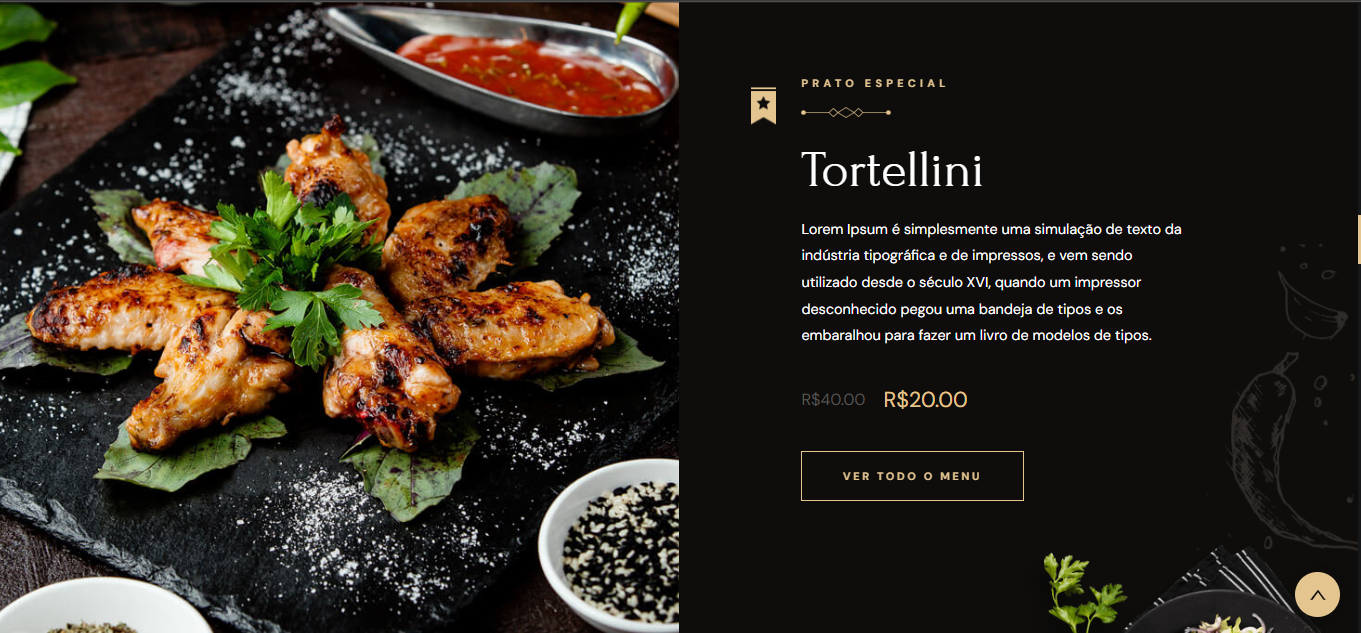 PRATO ESPECIAL
Tortellini
Lorem Ipsum é simplesmente uma simulação de texto da
indústria tipográfica e de impressos, e vem sendo
utilizado desde o século XVI, quando um impressor
desconhecido pegou uma bandeja de tipos e os
embaralhou para fazer um livro de modelos de tipos.
R$40.00 R$20.00
VER TODO O MENU